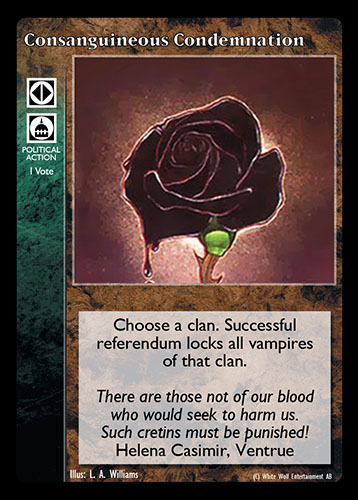 Consanguineous Condemnation
POLITICAL
ACTION
1 Vote
Choose a clan. Successful
referendum locks all vampires
of that clan.
There are those not of our blood
who would seek to harm us.
Such cretins must be punished!
Helena Casimir, Ventrue
Illus: L. A. Williams
(C) White Wolf Entertainment AB